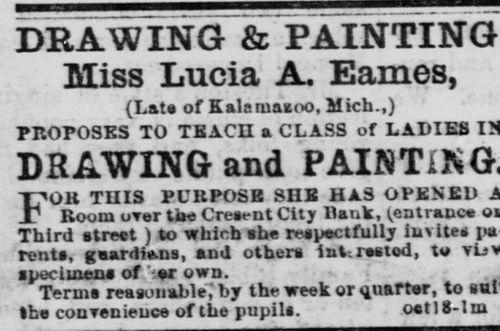 DRAWING & PAINTING
Miss Lucia A. Eames,
(Late of Kalamazoo, Mich.,)
PROPOSES TO TEACH a CLASS of LADIES IN
DRAWING and PAINTING.
FOR THIS PURPOSE SHE HAS OPENED A
Room over the Cresent City Bank, (entrance on
Third street ) to which she respectfully invites pa
rents, guardians, and others interested, to view
specimens of her own.
Terms reasonable, by the week or quarter, to suit
the convenience of the pupils. oct18-1m